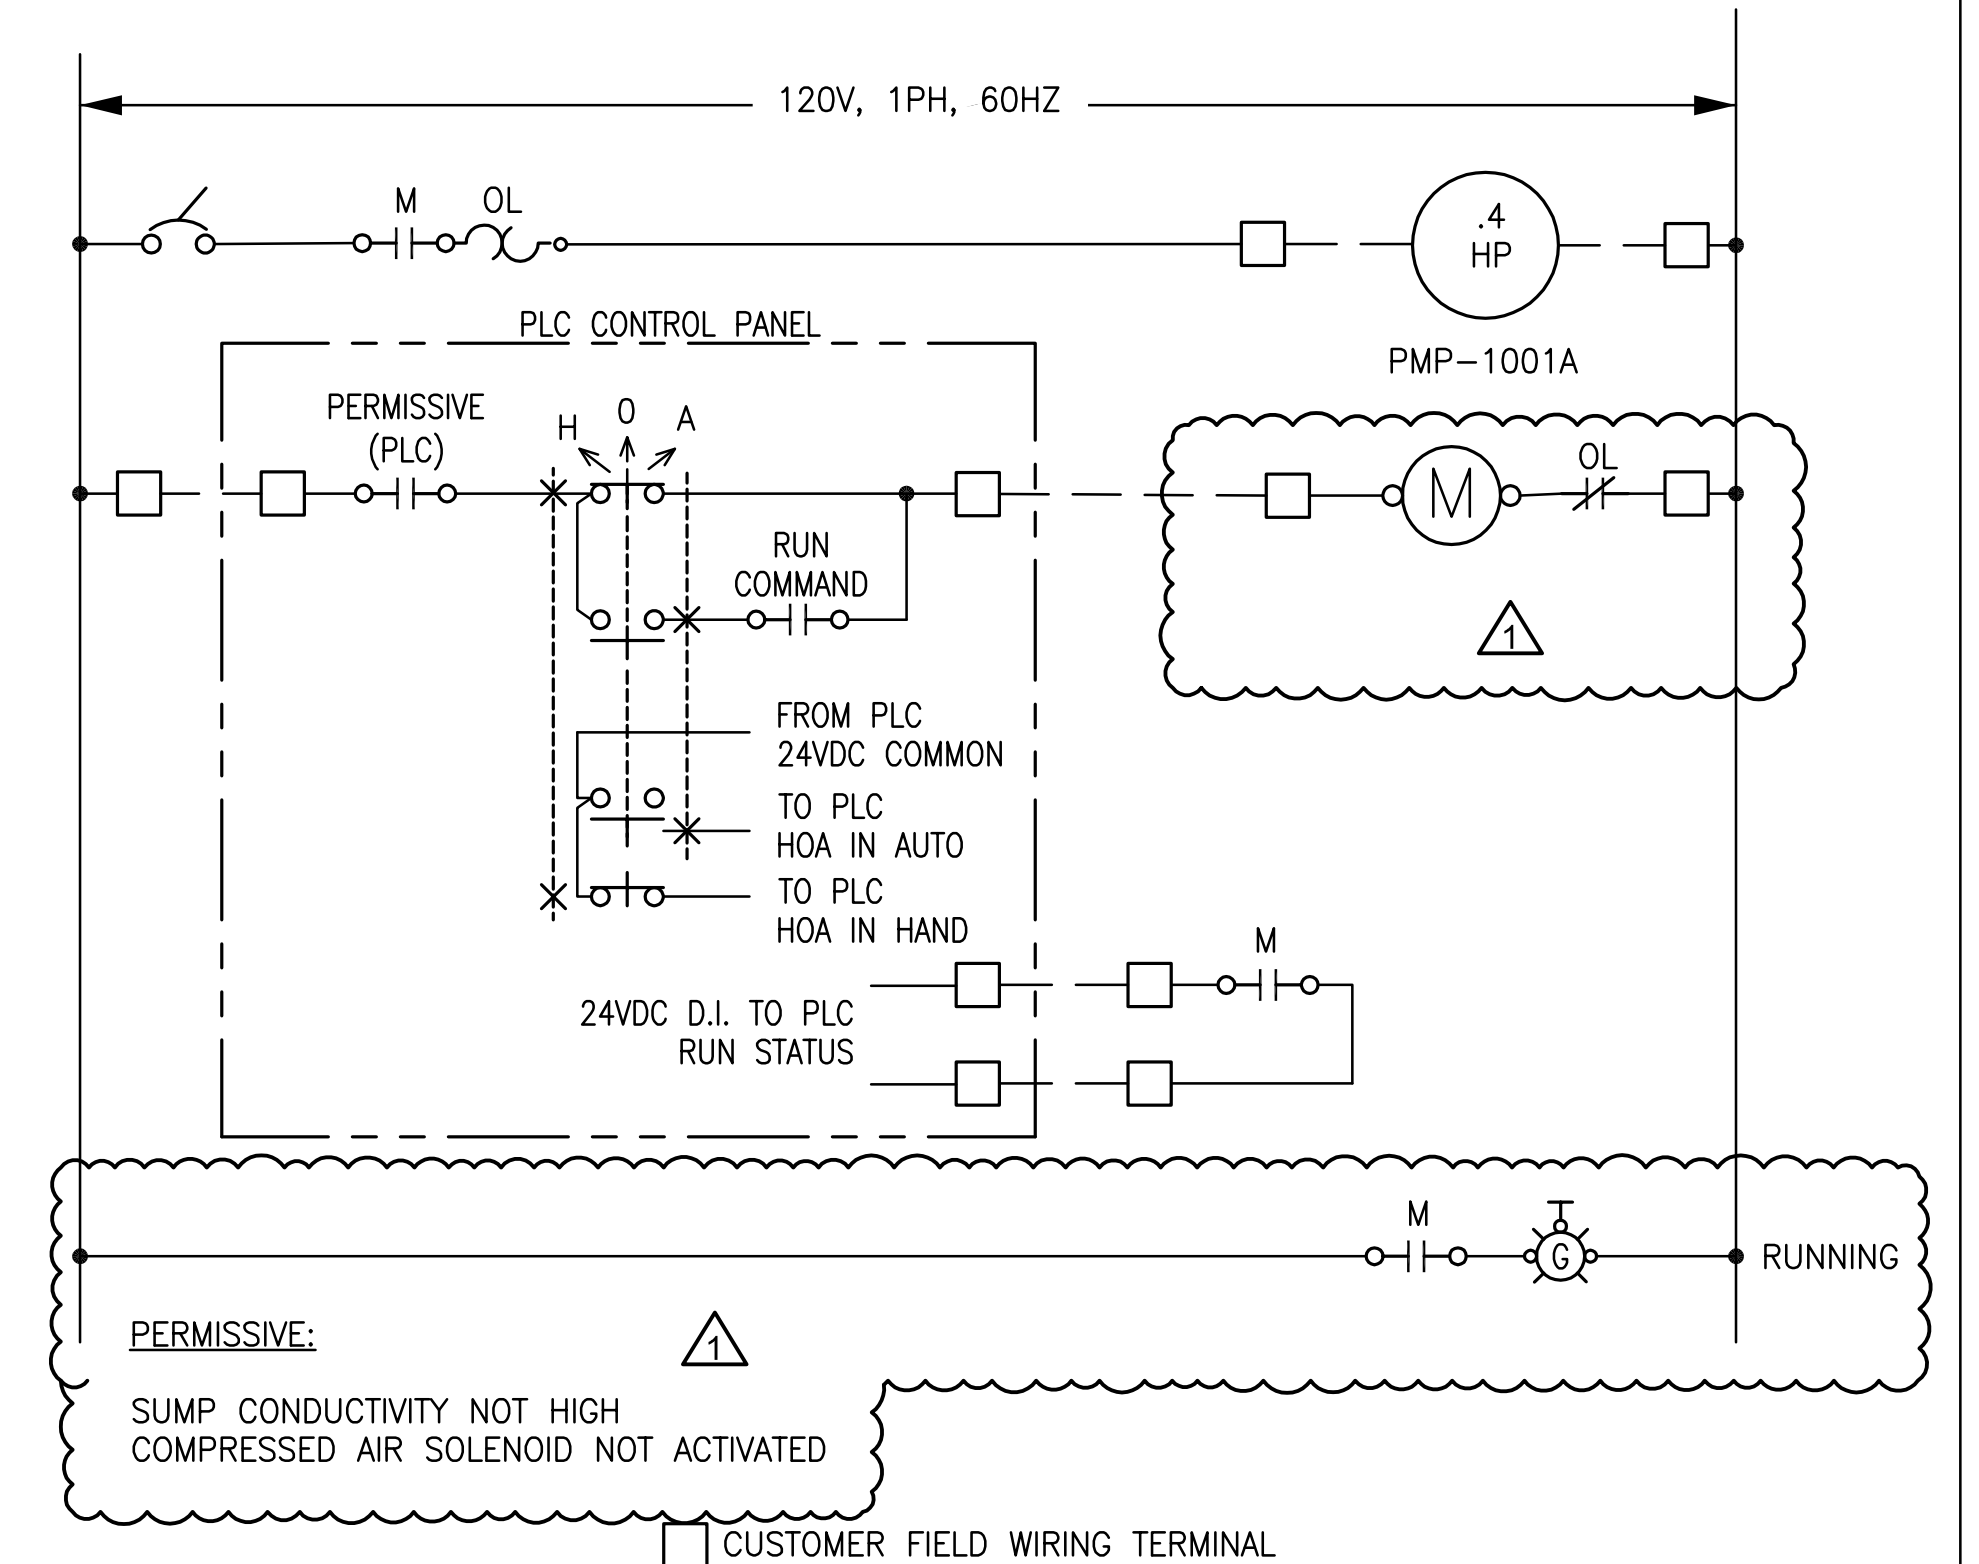 120V, 1PH, 60HZ
M
OL
.4
HP
PMP-1001A
PLC CONTROL PANEL
PERMISSIVE
(PLC)
H
O
A
M
OL
RUN
COMMAND
1
FROM PLC
24VDC COMMON
TO PLC
HOA IN AUTO
TO PLC
HOA IN HAND
M
24VDC D.I. TO PLC
RUN STATUS
M
G
RUNNING
PERMISSIVE:
1
SUMP CONDUCTIVITY NOT HIGH
COMPRESSED AIR SOLENOID NOT ACTIVATED
CUSTOMER FIELD WIRING TERMINAL